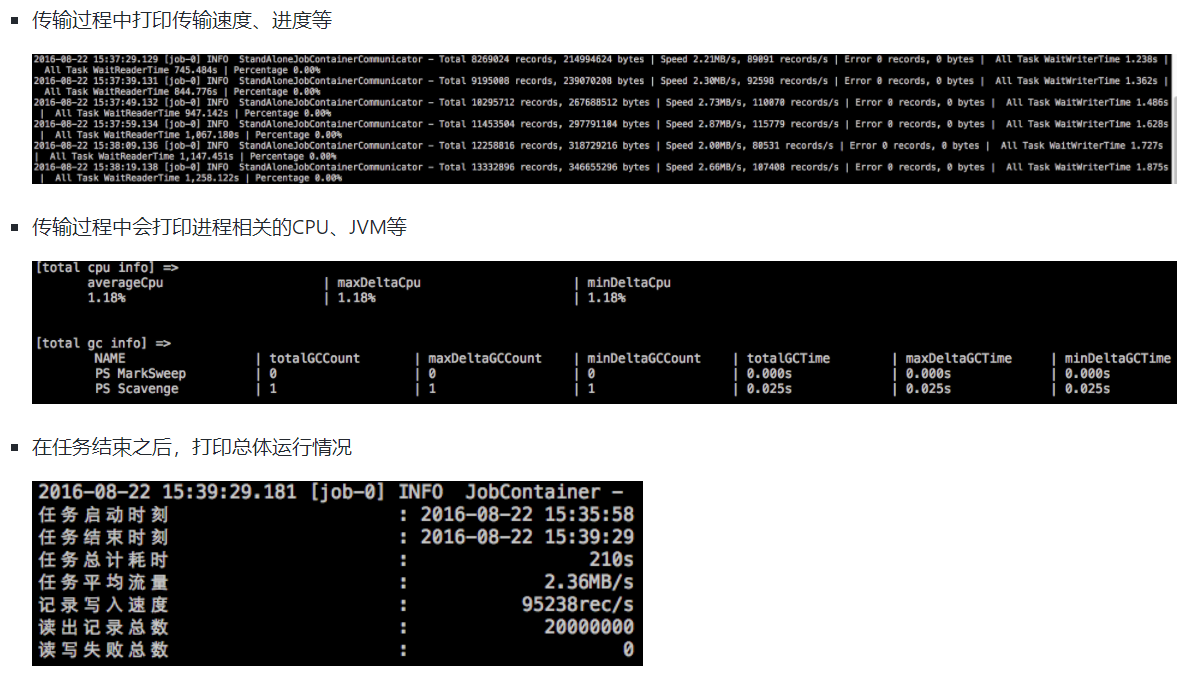 传输过程中打印传输速度、进度等
2016-08-22 15:37:29.129 [job-0] INFO  StandAloneJobContainerCommunicator - Total 8269024 records, 214994624 bytes | Speed 2.21MB/s, 89091 records/s | Error 0 records, 0 bytes |  All Task WaitWriterTime 1.238s |
All Task WaitReaderTime 745.484s | Percentage 0.00%
2016-08-22 15:37:39.131 [job-0] INFO  StandAloneJobContainerCommunicator - Total 9195008 records, 239070208 bytes | Speed 2.30MB/s, 92598 records/s | Error 0 records, 0 bytes |  All Task WaitWriterTime 1.362s |
All Task WaitReaderTime 844.776s | Percentage 0.00%
2016-08-22 15:37:49.132 [job-0] INFO  StandAloneJobContainerCommunicator - Total 10295712 records, 267688512 bytes | Speed 2.73MB/s, 110070 records/s | Error 0 records, 0 bytes |  All Task WaitWriterTime 1.486s
|  All Task WaitReaderTime 947.142s | Percentage 0.00%
2016-08-22 15:37:59.134 [job-0] INFO  StandAloneJobContainerCommunicator - Total 11453504 records, 297791104 bytes | Speed 2.87MB/s, 115779 records/s | Error 0 records, 0 bytes |  All Task WaitWriterTime 1.628s
|  All Task WaitReaderTime 1,067.180s | Percentage 0.00%
2016-08-22 15:38:09.136 [job-0] INFO  StandAloneJobContainerCommunicator - Total 12258816 records, 318729216 bytes | Speed 2.00MB/s, 80531 records/s | Error 0 records, 0 bytes |  All Task WaitWriterTime 1.727s
|  All Task WaitReaderTime 1,147.451s | Percentage 0.00%
2016-08-22 15:38:19.138 [job-0] INFO  StandAloneJobContainerCommunicator - Total 13332896 records, 346655296 bytes | Speed 2.66MB/s, 107408 records/s | Error 0 records, 0 bytes |  All Task WaitWriterTime 1.875s
|  All Task WaitReaderTime 1,258.122s | Percentage 0.00%
传输过程中会打印进程相关的CPU、JVM等
[total cpu info] =>
averageCpu | maxDeltaCpu | minDeltaCpu
1.18% | 1.18% | 1.18%
[total gc info] =>
NAME | totalGCCount | maxDeltaGCCount | minDeltaGCCount | totalGCTime | maxDeltaGCTime | minDeltaGCTime
PS MarkSweep | 0 | 0 | 0 | 0.000s | 0.000s | 0.000s
PS Scavenge | 1 | 1 | 1 | 0.025s | 0.025s | 0.025s
在任务结束之后，打印总体运行情况
2016-08-22 15:39:29.181 [job-0] INFO  JobContainer -
任务启动时刻 : 2016-08-22 15:35:58
任务结束时刻 : 2016-08-22 15:39:29
任务总计耗时 : 210s
任务平均流量 : 2.36MB/s
记录写入速度 : 95238rec/s
读出记录总数 : 20000000
读写失败总数 : 0